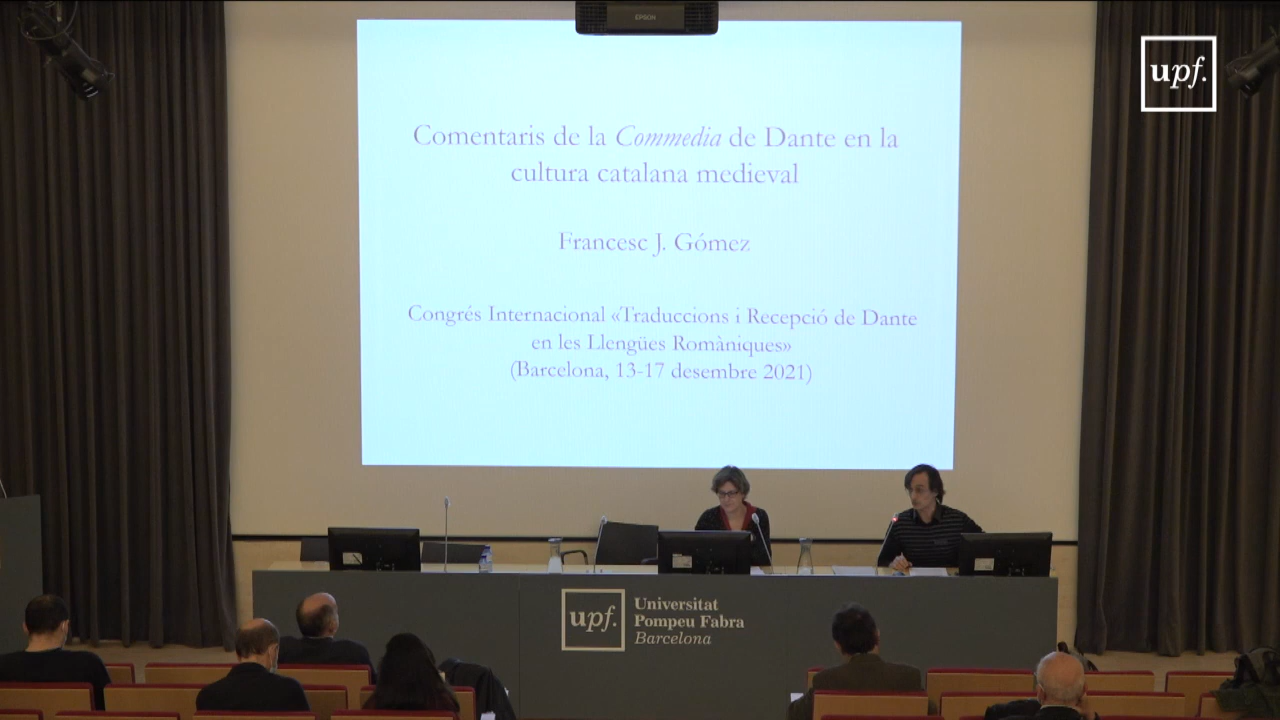 EPSON
upf.
Comentaris de la Commedia de Dante en la
cultura catalana medieval
Francesc J. Gómez
Congrés Internacional «Traduccions i Recepció de Dante
en les Llengües Romàniques»
(Barcelona, 13-17 desembre 2021)
upf.
Universitat
Pompeu Fabra
Barcelona